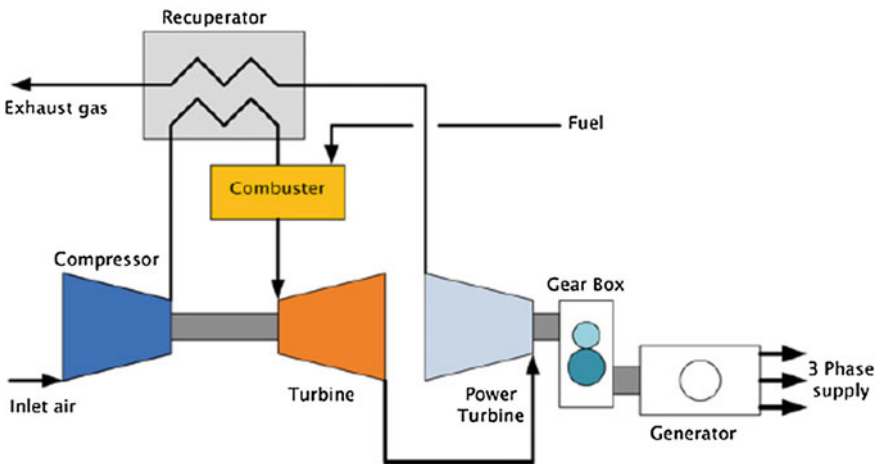 Recuperator
Exhaust gas
Fuel
Combuster
Compressor
Gear Box
Inlet air
Turbine
Power
Turbine
3 Phase
supply
Generator